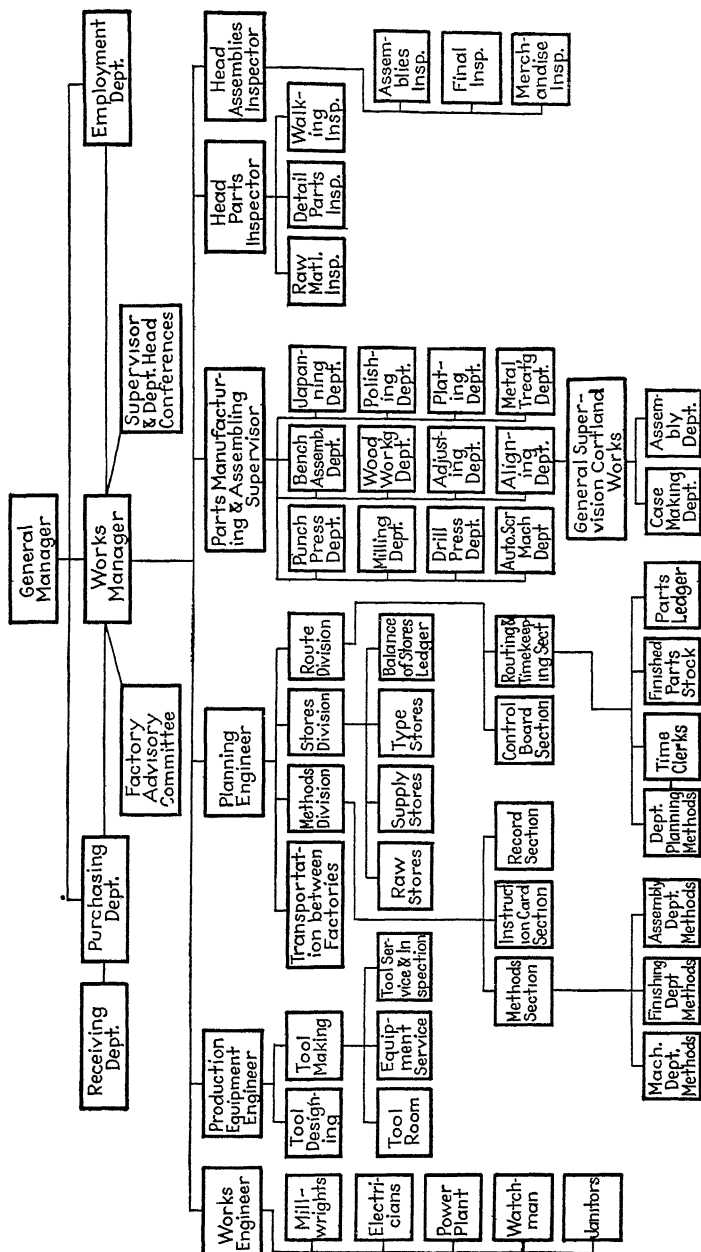 General
Manager
Works
Manager
Receiving
Dept.
Purchasing
Dept.
Employment
Dept.
Factory
Advisory
Committee
Supervisor
& Dept. Head
Conferences
Works
Engineer
Production
Equipment
Engineer
Planning
Engineer
Parts Manufactur-
ing & Assembling
Supervisor
Head
Parts
Inspector
Head
Assemblies
Inspector
Mill-
wrights
Electri-
cians
Power
Plant
Watch-
man
Janitors
Tool
Design-
ing
Tool
Making
Tool
Room
Equip-
ment
Service
Tool Ser-
vice & In
spection
Transportat-
ion between
Factories
Methods
Division
Stores
Division
Route
Division
Raw
Stores
Supply
Stores
Type
Stores
Balance
of Stores
Ledger
Methods
Section
Instruct
ion Card
Section
Record
Section
Control
Board
Section
Routing &
Timekeep-
ing Sect
Mach.
Dept.
Methods
Finishing
Dept
Methods
Assembly
Dept.
Methods
Dept.
Planning
Methods
Time
Clerks
Finished
Parts
Stock
Parts
Ledger
Punch
Press
Dept.
Milling
Dept.
Drill
Press
Dept.
Auto.Scr
Mach
Dept
Bench
Assemb.
Dept.
Wood
Work'g
Dept.
Adjust-
ing
Dept.
Align-
ing
Dept.
Japan-
ning
Dept.
Polish-
ing
Dept.
Plat-
ing
Dept.
Metal
Treat'g
Dept.
General Super-
vision Cortland
Works
Case
Making
Dept.
Assem-
bly
Dept.
Raw
Matl.
Insp.
Detail
Parts
Insp.
Walk-
ing
Insp.
Assem-
blies
Insp.
Final
Insp.
Merch-
andise
Insp.